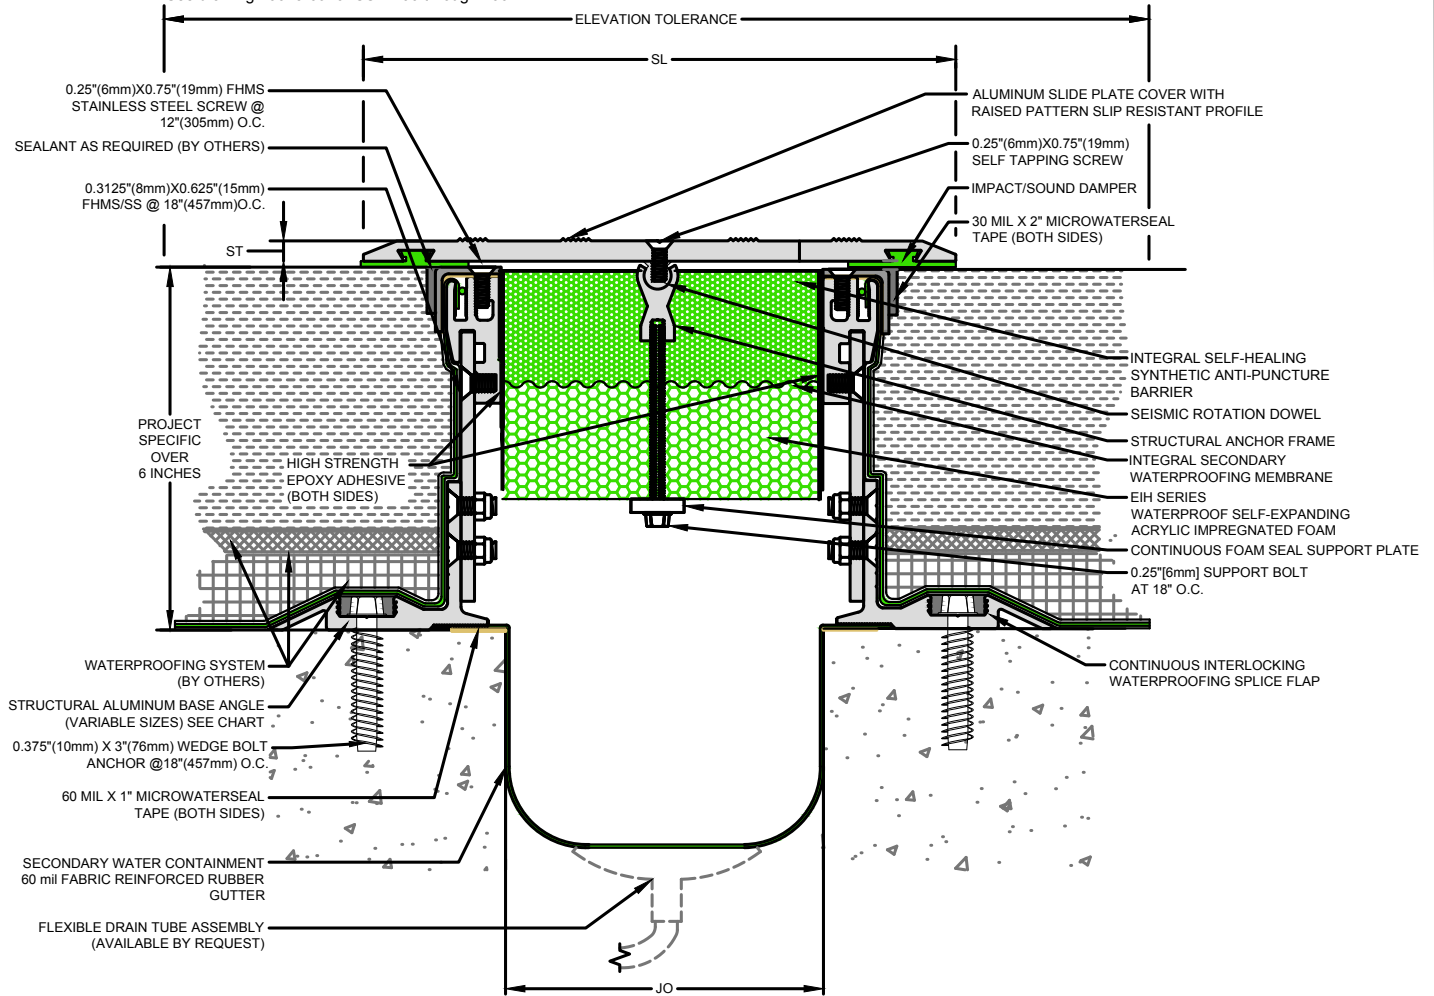 ELEVATION TOLERANCE
SL
0.25"(6mm)X0.75"(19mm) FHMS
STAINLESS STEEL SCREW @
12"(305mm) O.C.
SEALANT AS REQUIRED (BY OTHERS)
0.3125"(8mm)X0.625"(15mm)
FHMS/SS @ 18"(457mm)O.C.
ST
ALUMINUM SLIDE PLATE COVER WITH
RAISED PATTERN SLIP RESISTANT PROFILE
0.25"(6mm)X0.75"(19mm)
SELF TAPPING SCREW
IMPACT/SOUND DAMPER
30 MIL X 2" MICROWATERSEAL
TAPE (BOTH SIDES)
PROJECT
SPECIFIC
OVER
6 INCHES
HIGH STRENGTH
EPOXY ADHESIVE
(BOTH SIDES)
INTEGRAL SELF-HEALING
SYNTHETIC ANTI-PUNCTURE
BARRIER
SEISMIC ROTATION DOWEL
STRUCTURAL ANCHOR FRAME
INTEGRAL SECONDARY
WATERPROOFING MEMBRANE
EIH SERIES
WATERPROOF SELF-EXPANDING
ACRYLIC IMPREGNATED FOAM
CONTINUOUS FOAM SEAL SUPPORT PLATE
0.25"[6mm] SUPPORT BOLT
AT 18" O.C.
WATERPROOFING SYSTEM
(BY OTHERS)
STRUCTURAL ALUMINUM BASE ANGLE
(VARIABLE SIZES) SEE CHART
0.375"(10mm) X 3"(76mm) WEDGE BOLT
ANCHOR @18"(457mm) O.C.
60 MIL X 1" MICROWATERSEAL
TAPE (BOTH SIDES)
SECONDARY WATER CONTAINMENT
60 mil FABRIC REINFORCED RUBBER
GUTTER
FLEXIBLE DRAIN TUBE ASSEMBLY
(AVAILABLE BY REQUEST)
CONTINUOUS INTERLOCKING
WATERPROOFING SPLICE FLAP
JO